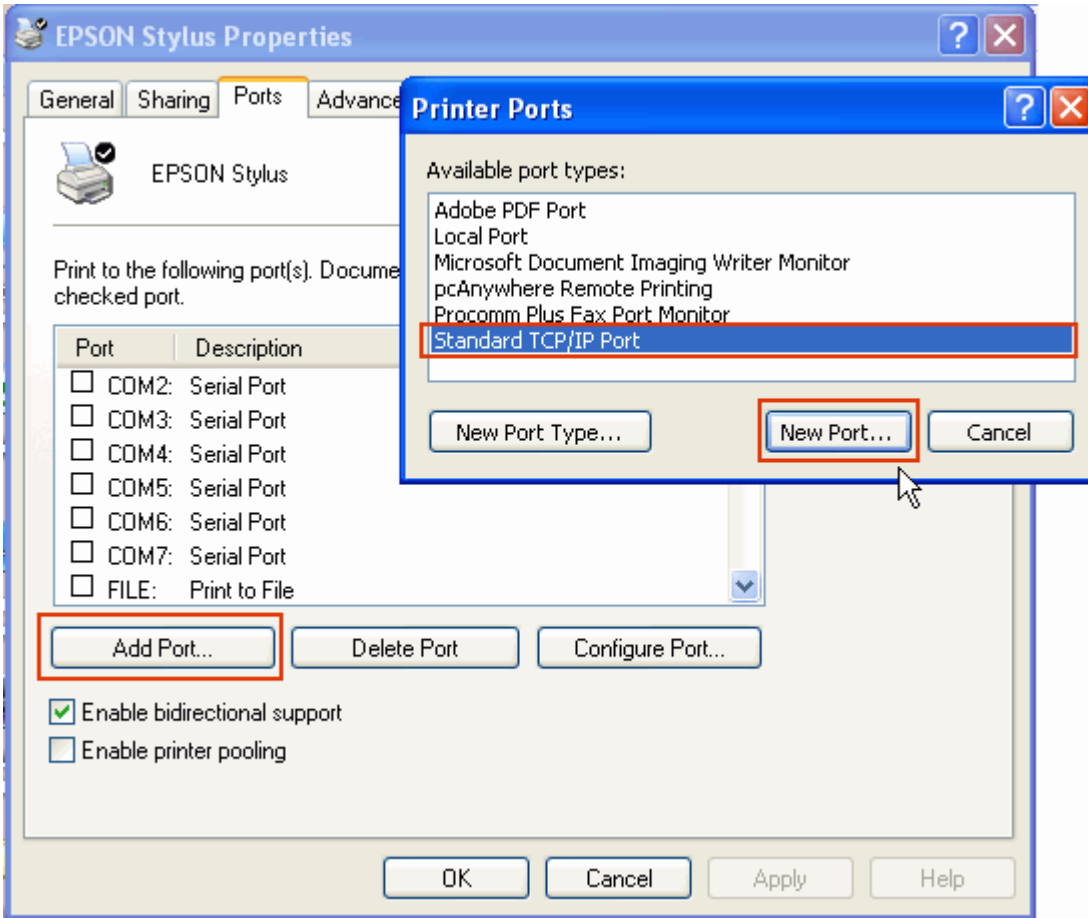 EPSON Stylus Properties
General
Sharing
Ports
Advance
EPSON Stylus
Print to the following port(s). Docume
checked port.
Port Description
COM2: Serial Port
COM3: Serial Port
COM4: Serial Port
COM5: Serial Port
COM6: Serial Port
COM7: Serial Port
FILE: Print to File
Add Port...
Delete Port
Configure Port...
Enable bidirectional support
Enable printer pooling
OK
Cancel
Apply
Help
Printer Ports
Available port types:
Adobe PDF Port
Local Port
Microsoft Document Imaging Writer Monitor
pcAnywhere Remote Printing
Procomm Plus Fax Port Monitor
Standard TCP/IP Port
New Port Type...
New Port...
Cancel